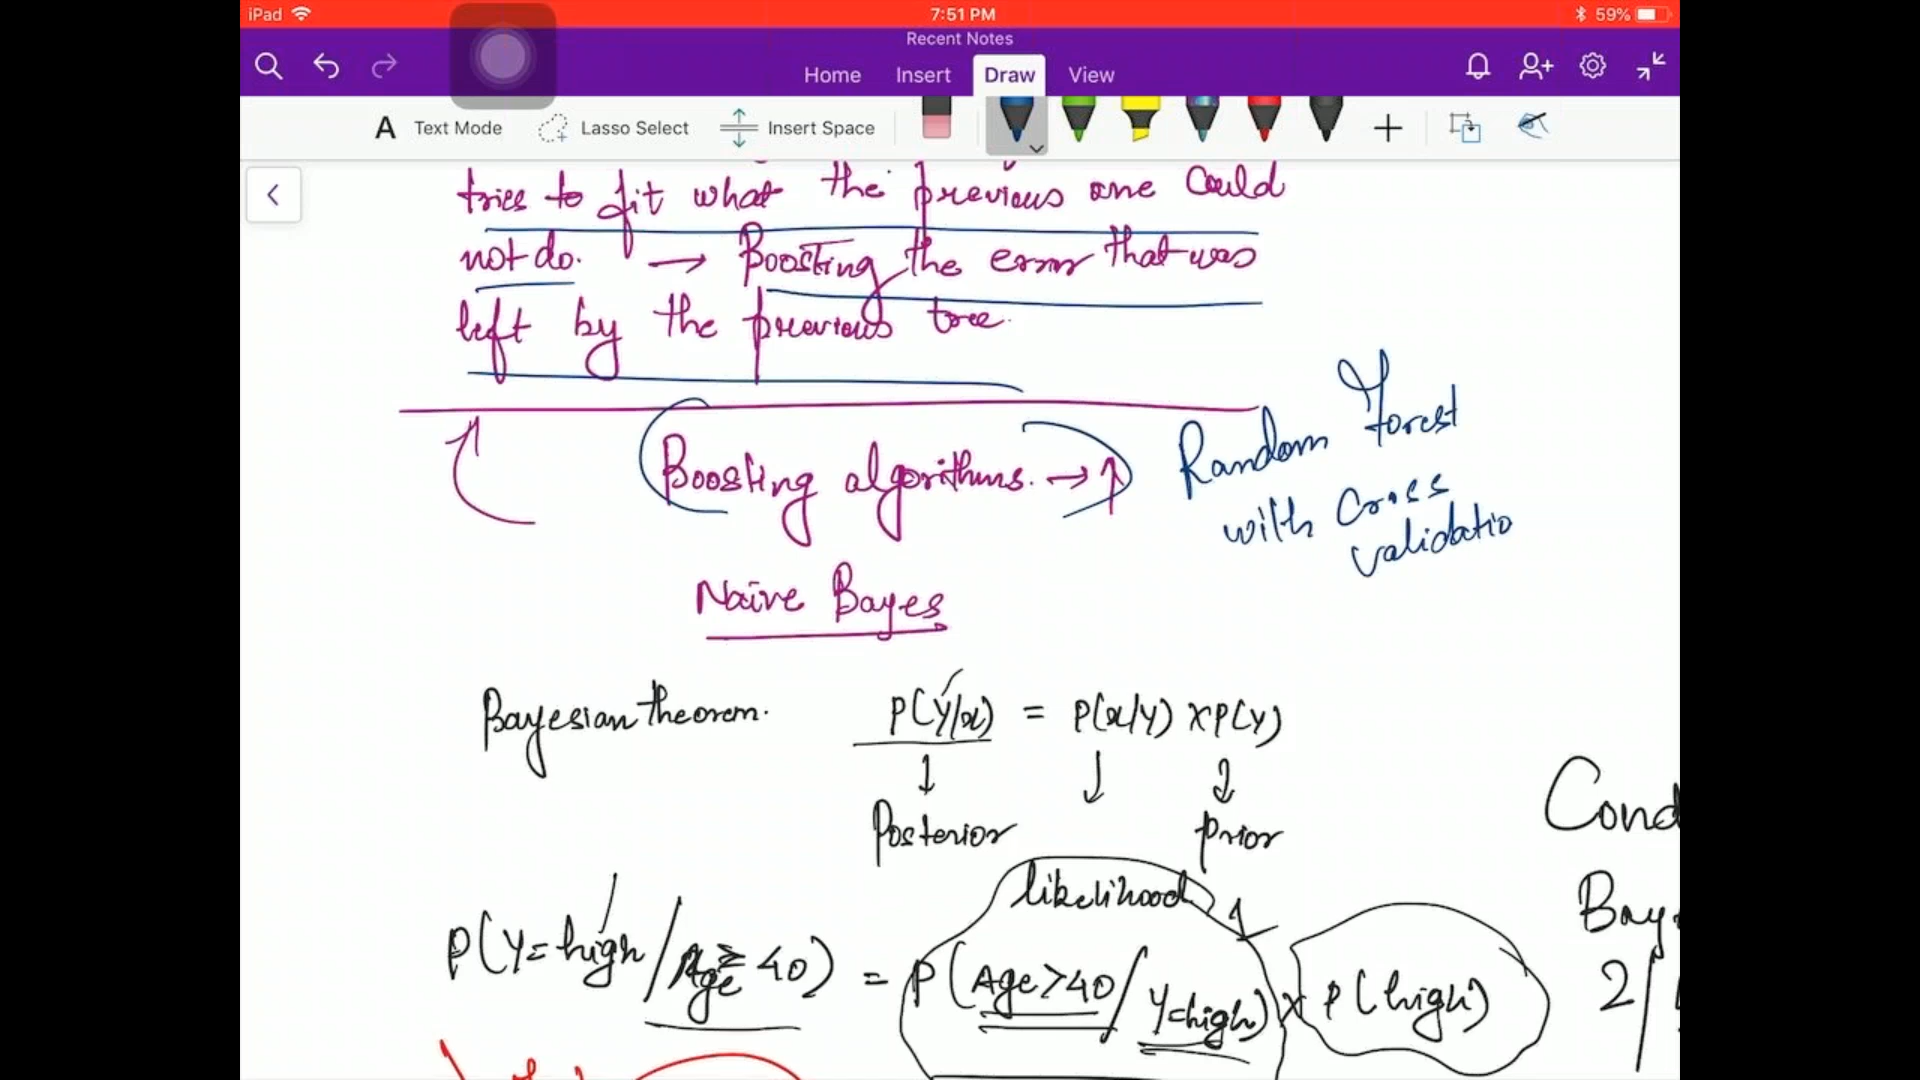 iPad 7:51 PM 59%
Recent Notes
Home Insert Draw View
A Text Mode Lasso Select Insert Space
tries to fit what the previous one could
not do. → Boosting the error that was
left by the previous tree.
Boosting algorithms. → ↑
Random Forest
with Cross
validatio
Naive Bayes
Bayesian theorem. P(Y/x) = P(x/Y) x P(Y)
Posterior
likelihood
prior
P(Y=high/Age≥40) = P(Age>40/Y=high) x P(high)
Cond
Bay
2/